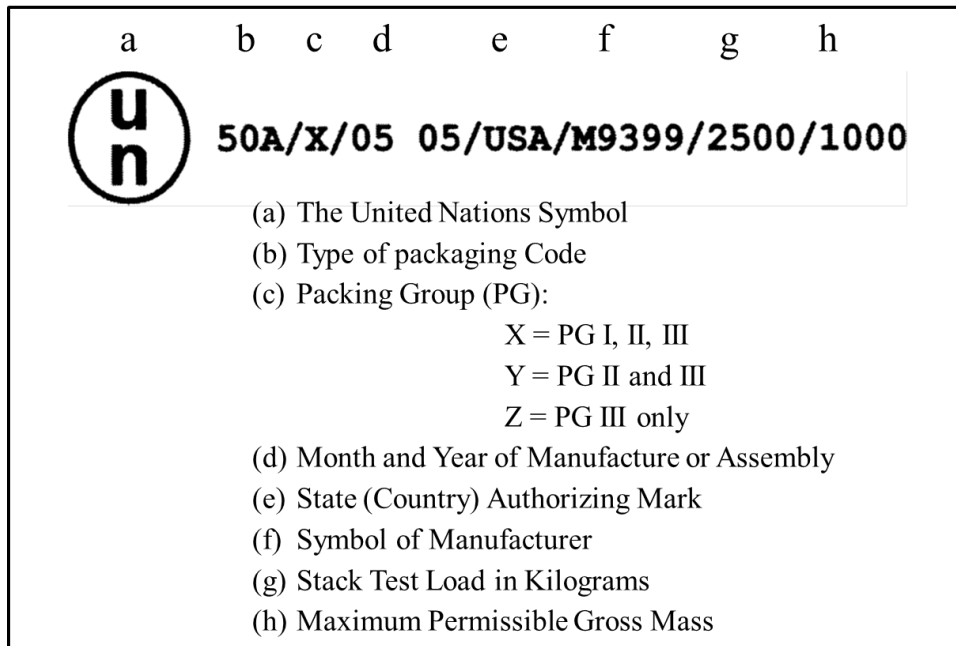 a b c d e f g h
u
n
50A/X/05 05/USA/M9399/2500/1000
(a) The United Nations Symbol
(b) Type of packaging Code
(c) Packing Group (PG):
X = PG I, II, III
Y = PG II and III
Z = PG III only
(d) Month and Year of Manufacture or Assembly
(e) State (Country) Authorizing Mark
(f) Symbol of Manufacturer
(g) Stack Test Load in Kilograms
(h) Maximum Permissible Gross Mass